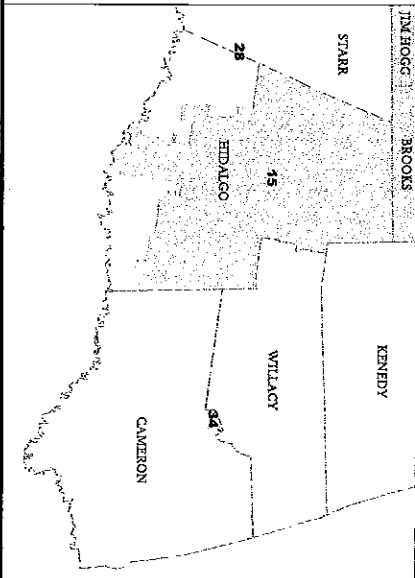 JIM HOGG
BROOKS
STARR
KENEDY
28
15
HIDALGO
WILLACY
34
CAMERON